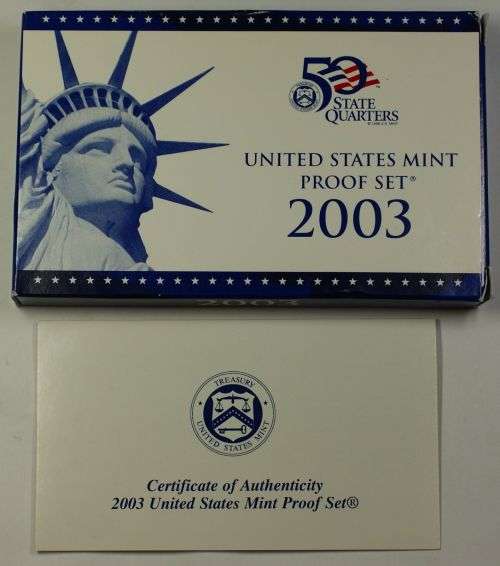 50
STATE
QUARTERS
UNITED STATES MINT
PROOF SET®
2003
2003
TREASURY
UNITED STATES MINT
Certificate of Authenticity
2003 United States Mint Proof Set®